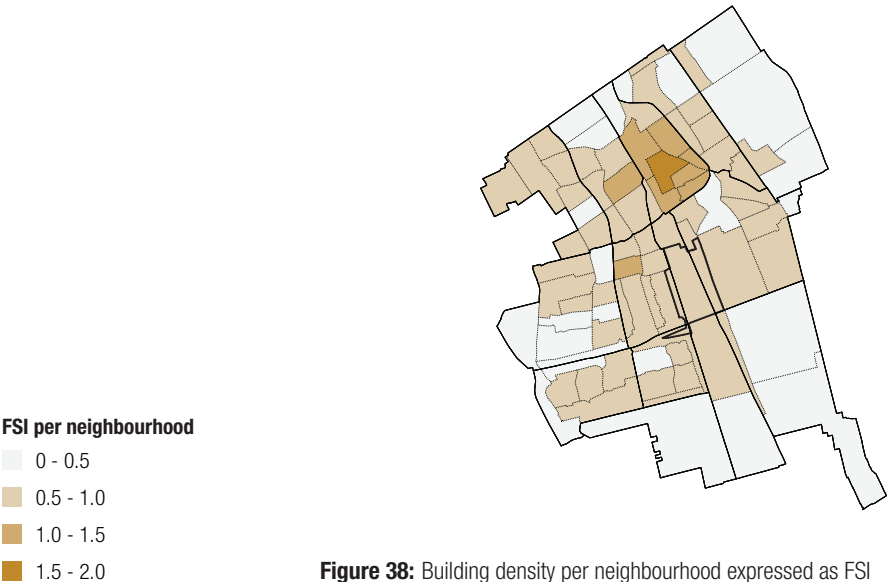 FSI per neighbourhood
0 - 0.5
0.5 - 1.0
1.0 - 1.5
1.5 - 2.0
Figure 38: Building density per neighbourhood expressed as FSI